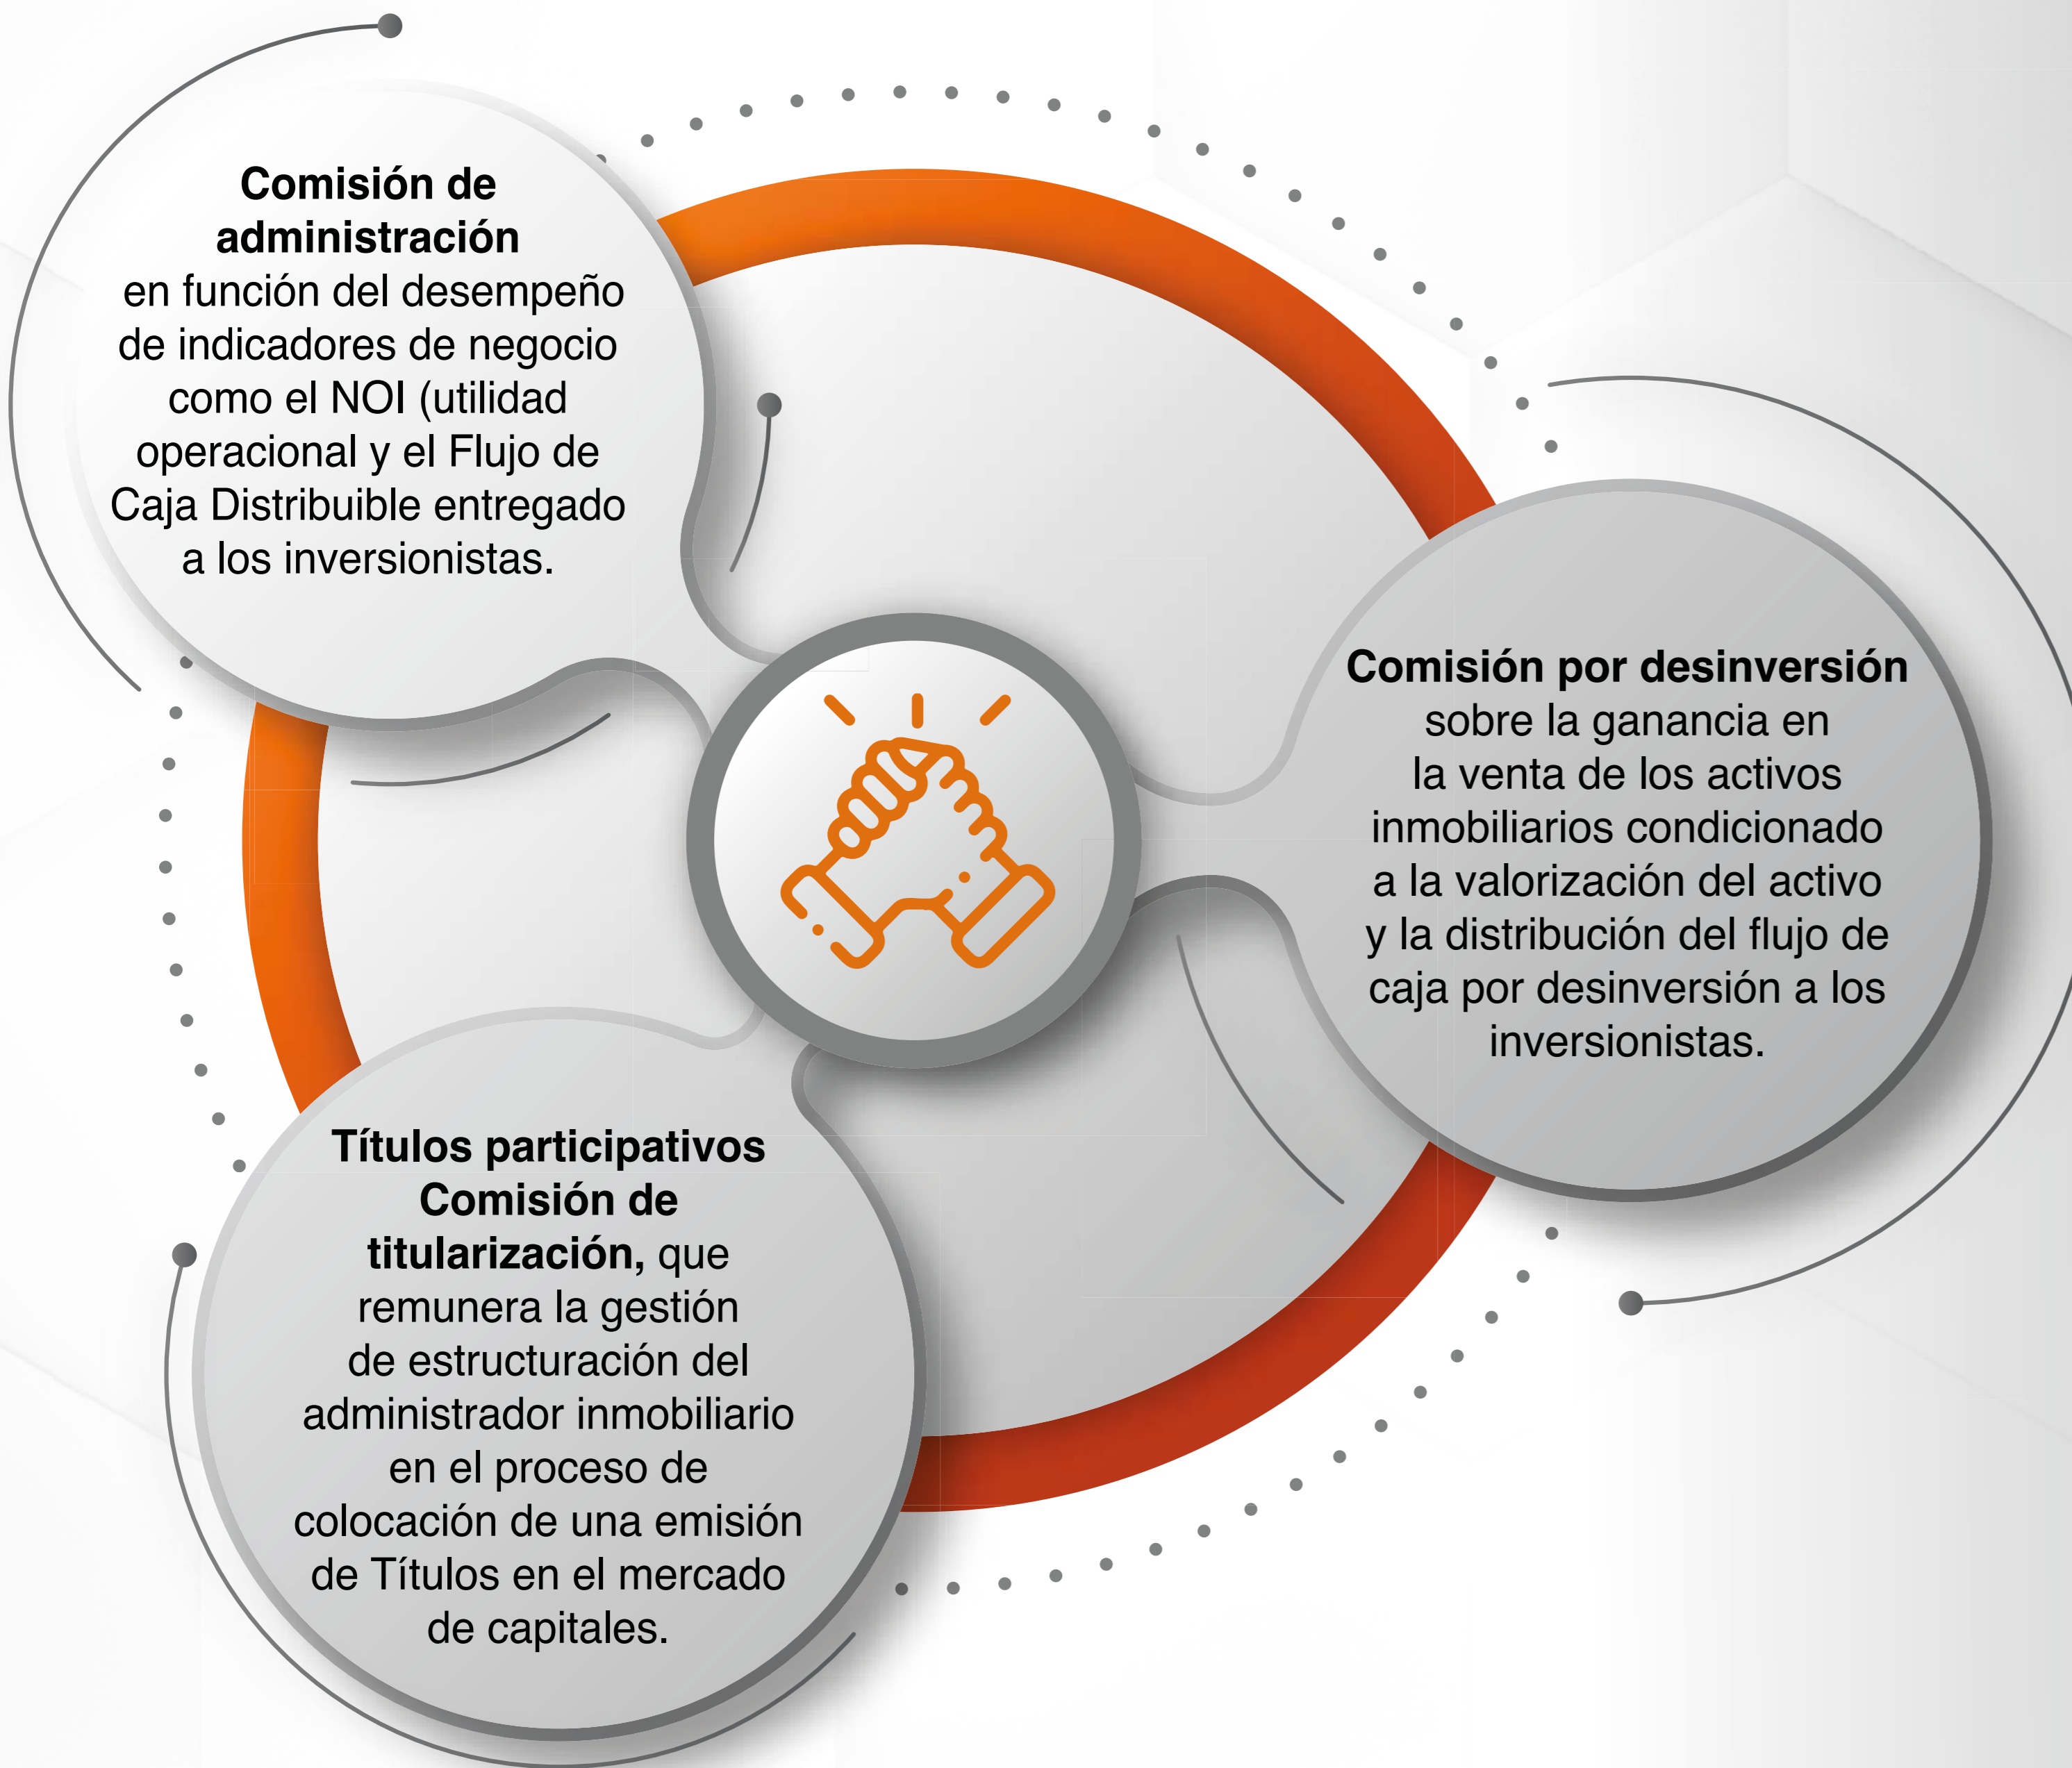 Comisión de
administración
en función del desempeño
de indicadores de negocio
como el NOI (utilidad
operacional y el Flujo de
Caja Distribuible entregado
a los inversionistas.
Comisión por desinversión
sobre la ganancia en
la venta de los activos
inmobiliarios condicionado
a la valorización del activo
y la distribución del flujo de
caja por desinversión a los
inversionistas.
Títulos participativos
Comisión de
titularización, que
remunera la gestión
de estructuración del
administrador inmobiliario
en el proceso de
colocación de una emisión
de Títulos en el mercado
de capitales.